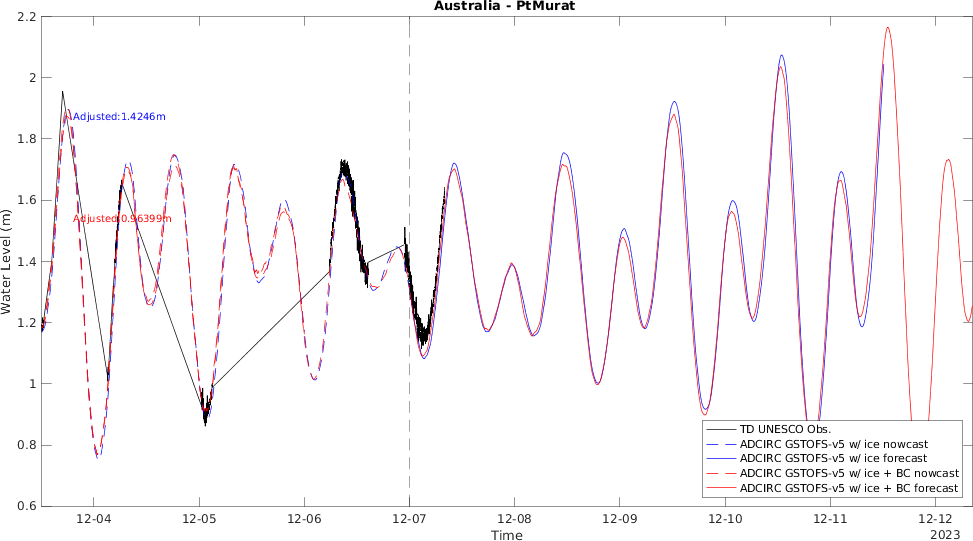 Australia - PtMurat
2.2
2
1.8
1.6
1.4
1.2
1
0.8
0.6
Water Level (m)
Adjusted:1.4246m
Adjusted:0.96399m
TD UNESCO Obs.
ADCIRC GSTOFS-v5 w/ ice nowcast
ADCIRC GSTOFS-v5 w/ ice forecast
ADCIRC GSTOFS-v5 w/ ice + BC nowcast
ADCIRC GSTOFS-v5 w/ ice + BC forecast
12-04 12-05 12-06 12-07 12-08 12-09 12-10 12-11 12-12
Time 2023